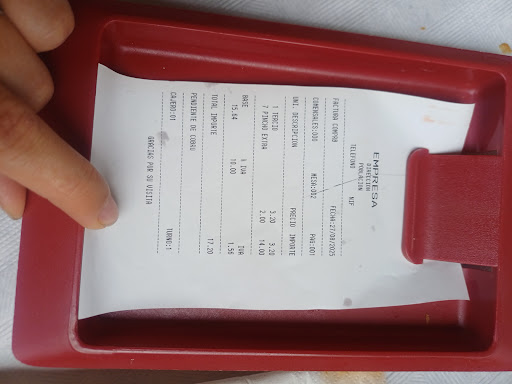 EMPRESA
DIRECCION
POBLACION
TELEFONO NIF
FACTURA COMPAB FECHA:27/08/2025
COMENSALES:000 MESA:002 PAG:001
UNI. DESCRIPCION PRECIO IMPORTE
1 TERCIO 3.20 3.20
7 PINCHO EXTRA 2.00 14.00
BASE % IVA IVA
15.64 10.00 1.56
TOTAL IMPORTE 17.20
PENDIENTE DE COBRO
CAJERO:01 TURNO:1
GRACIAS POR SU VISITA